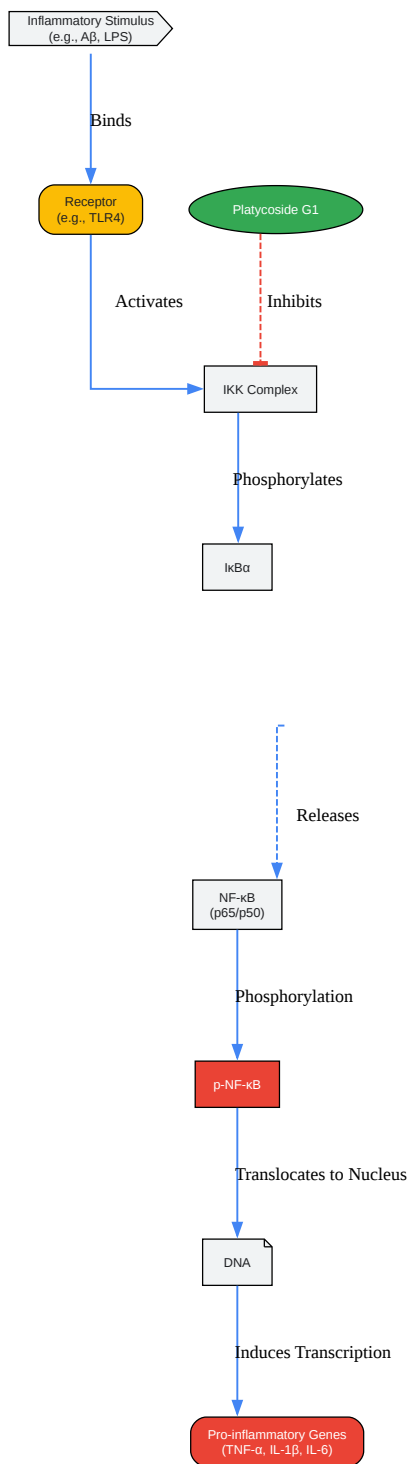 Inflammatory Stimulus
(e.g., Aβ, LPS)
Binds
Receptor
(e.g., TLR4)
Platycoside G1
Activates
Inhibits
IKK Complex
Phosphorylates
IκBα
Releases
NF-κB
(p65/p50)
Phosphorylation
p-NF-κB
Translocates to Nucleus
DNA
Induces Transcription
Pro-inflammatory Genes
(TNF-α, IL-1β, IL-6)